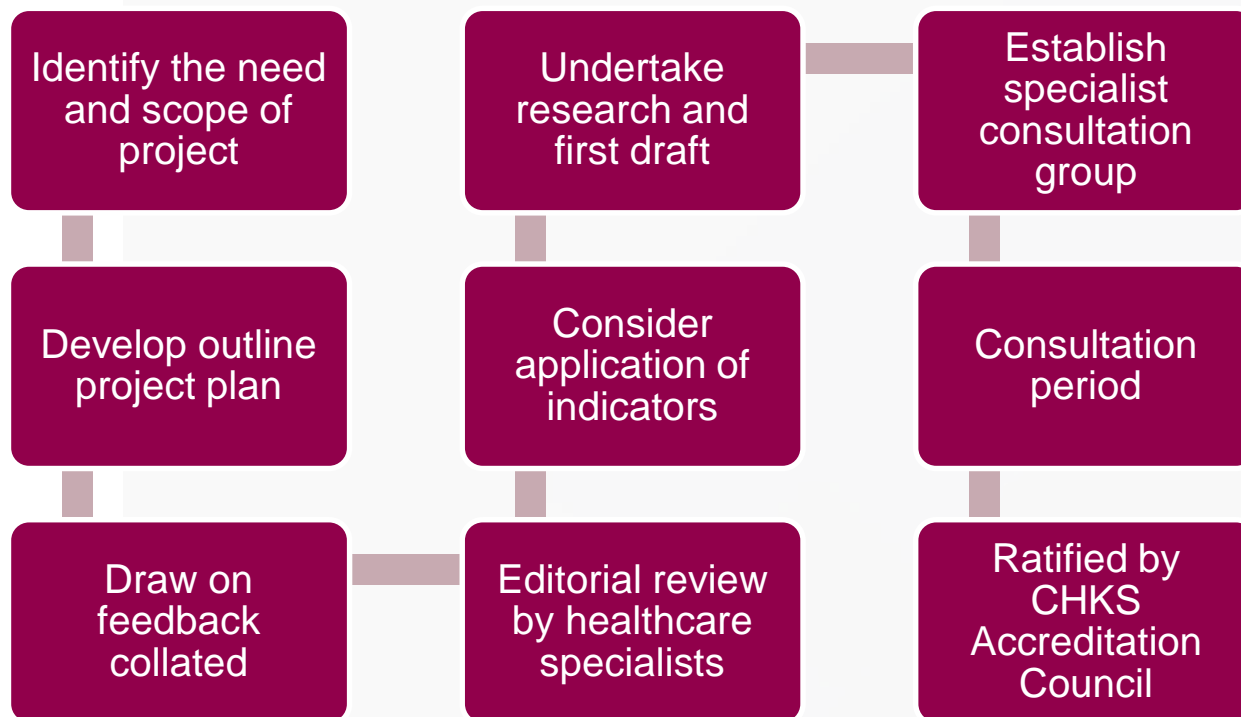 Identify the need
and scope of
project
Develop outline
project plan
Draw on
feedback
collated
Editorial review
by healthcare
specialists
Consider
application of
indicators
Undertake
research and
first draft
Establish
specialist
consultation
group
Consultation
period
Ratified by
CHKS
Accreditation
Council